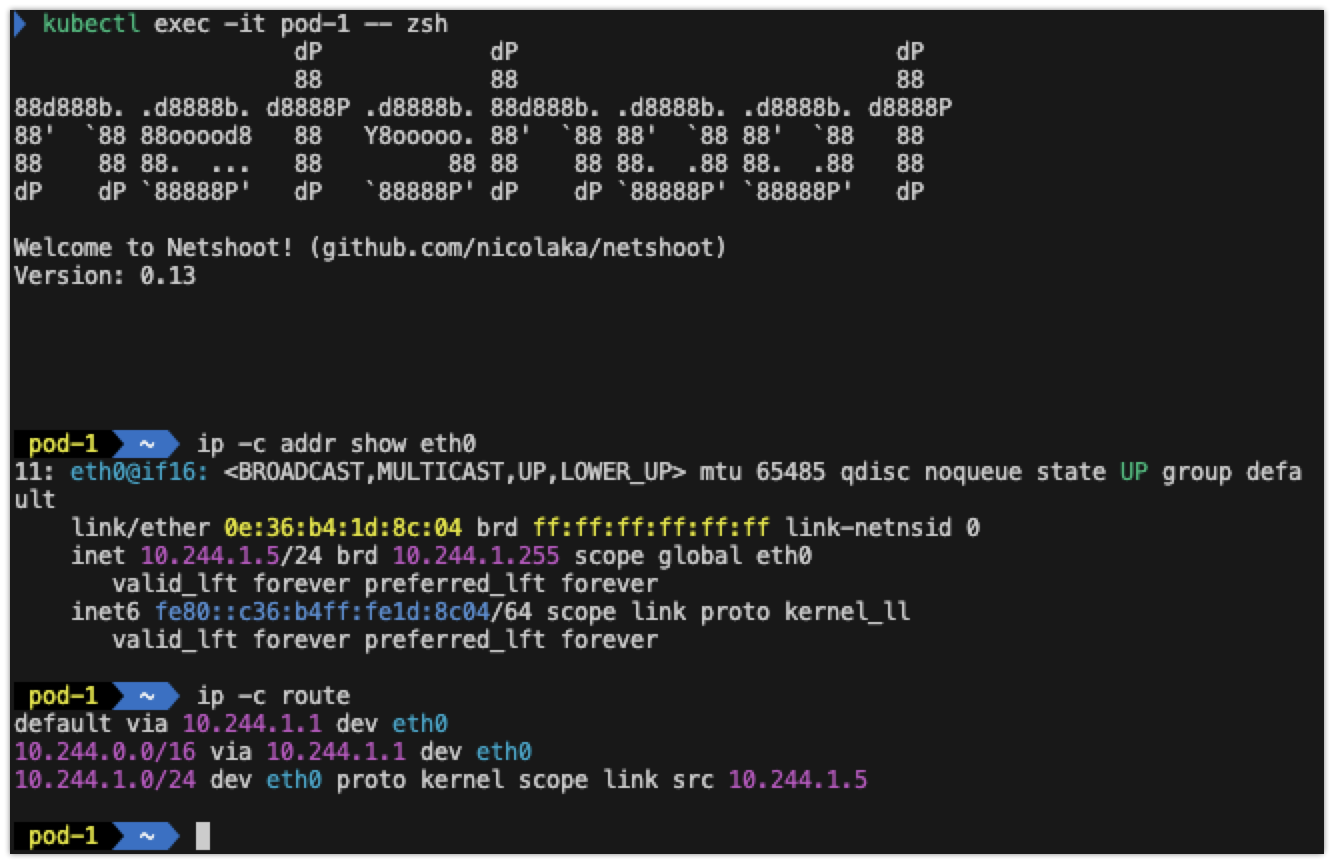 kubectl exec -it pod-1 -- zsh
                    dP            dP                           dP
                    88            88                           88
88d888b. .d8888b. d8888P .d8888b. 88d888b. .d8888b. .d8888b. d8888P
88'  `88 88ooood8   88   Y8ooooo. 88'  `88 88'  `88 88'  `88   88
88    88 88.  ...   88         88 88    88 88.  .88 88.  .88   88
dP    dP `88888P'   dP   `88888P' dP    dP `88888P' `88888P'   dP
Welcome to Netshoot! (github.com/nicolaka/netshoot)
Version: 0.13
pod-1 ~ ip -c addr show eth0
11: eth0@if16: <BROADCAST,MULTICAST,UP,LOWER_UP> mtu 65485 qdisc noqueue state UP group defa
ult
    link/ether 0e:36:b4:1d:8c:04 brd ff:ff:ff:ff:ff:ff link-netnsid 0
    inet 10.244.1.5/24 brd 10.244.1.255 scope global eth0
       valid_lft forever preferred_lft forever
    inet6 fe80::c36:b4ff:fe1d:8c04/64 scope link proto kernel_ll
       valid_lft forever preferred_lft forever
pod-1 ~ ip -c route
default via 10.244.1.1 dev eth0
10.244.0.0/16 via 10.244.1.1 dev eth0
10.244.1.0/24 dev eth0 proto kernel scope link src 10.244.1.5
pod-1 ~